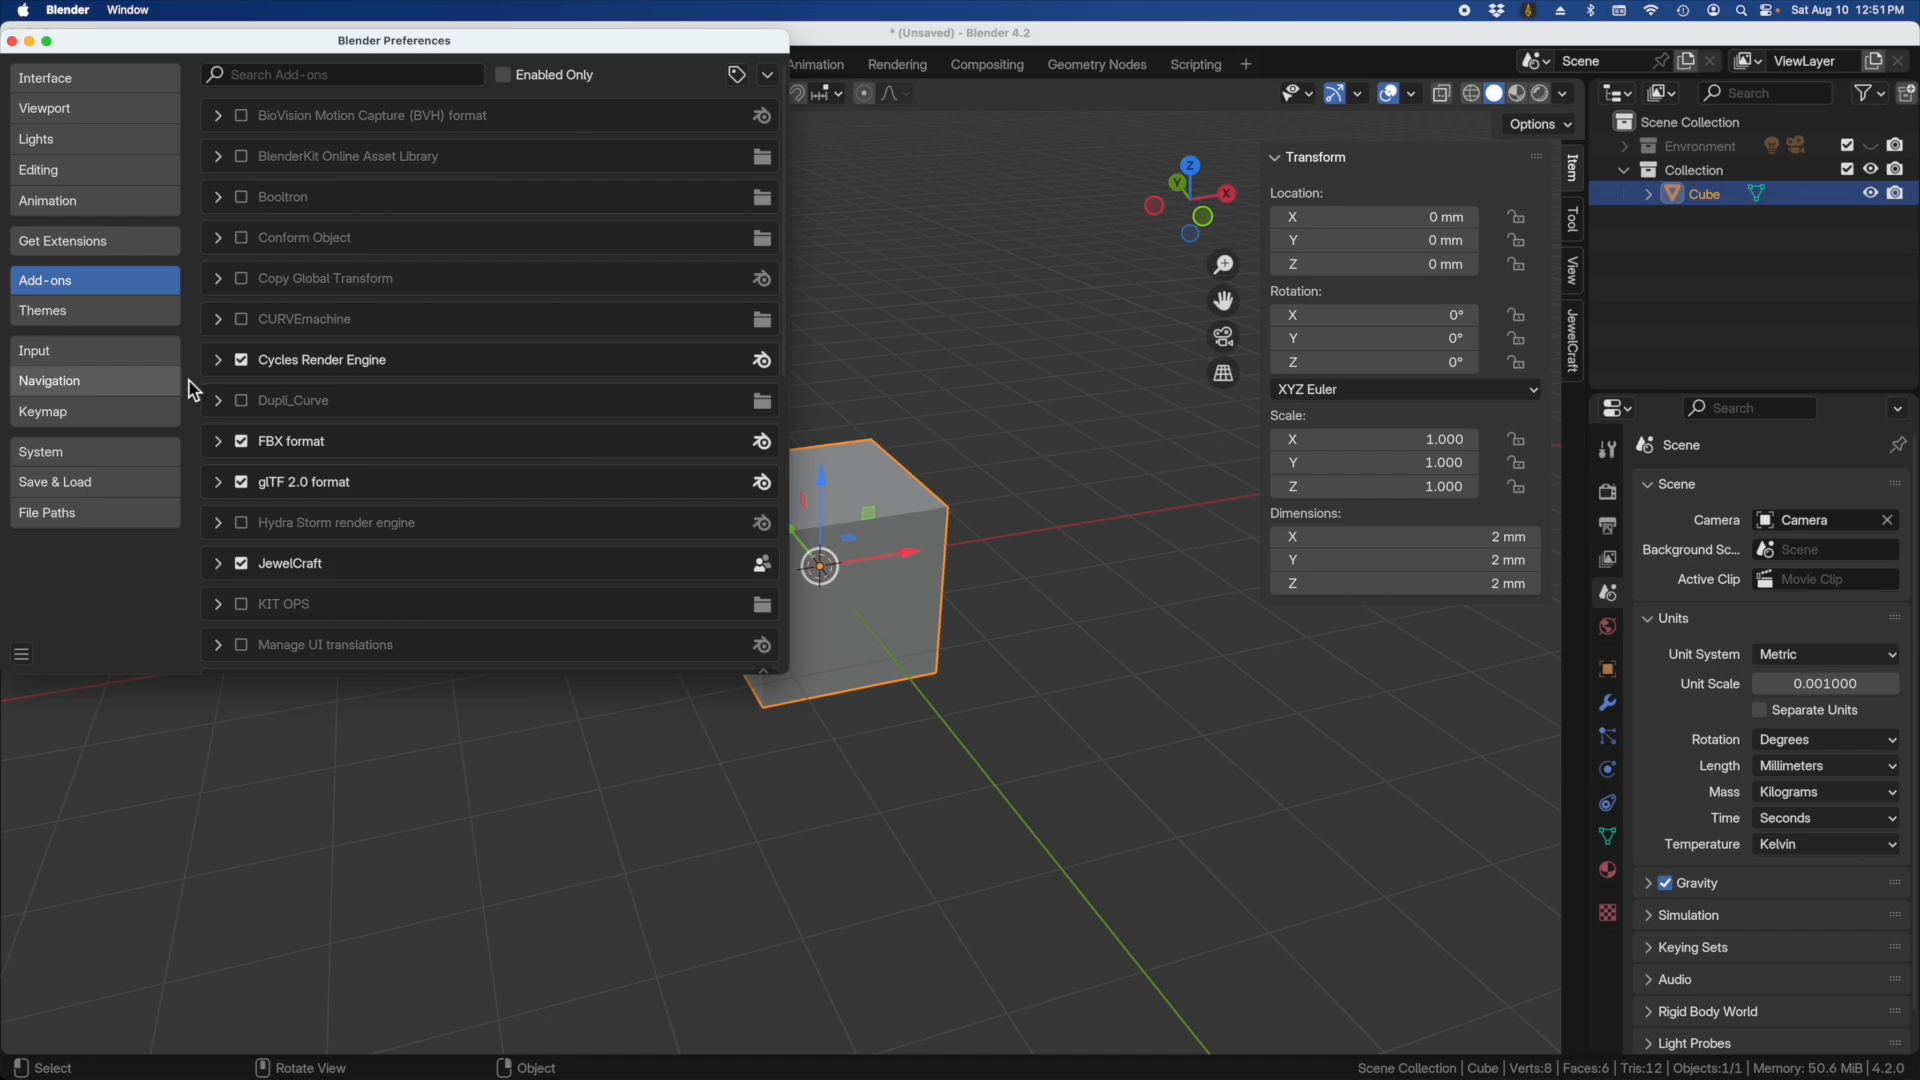 Blender Window
Sat Aug 10 12:51 PM
Blender Preferences
* (Unsaved) - Blender 4.2
Interface
Viewport
Lights
Editing
Animation
Get Extensions
Add-ons
Themes
Input
Navigation
Keymap
System
Save & Load
File Paths
Search Add-ons
Enabled Only
BioVision Motion Capture (BVH) format
BlenderKit Online Asset Library
Booltron
Conform Object
Copy Global Transform
CURVEmachine
Cycles Render Engine
Dupli_Curve
FBX format
glTF 2.0 format
Hydra Storm render engine
JewelCraft
KIT OPS
Manage UI translations
Animation Rendering Compositing Geometry Nodes Scripting +
Scene
ViewLayer
Options
Z
Y
X
Transform
Location:
X 0 mm
Y 0 mm
Z 0 mm
Rotation:
X 0°
Y 0°
Z 0°
XYZ Euler
Scale:
X 1.000
Y 1.000
Z 1.000
Dimensions:
X 2 mm
Y 2 mm
Z 2 mm
Item
Tool
View
JewelCraft
Search
Scene Collection
Envronment
Collection
Cube
Search
Scene
Scene
Camera Camera
Background Sc... Scene
Active Clip Movie Clip
Units
Unit System Metric
Unit Scale 0.001000
Separate Units
Rotation Degrees
Length Millimeters
Mass Kilograms
Time Seconds
Temperature Kelvin
Gravity
Simulation
Keying Sets
Audio
Rigid Body World
Light Probes
Select
Rotate View
Object
Scene Collection | Cube | Verts:8 | Faces:6 | Tris:12 | Objects:1/1 | Memory: 50.6 MiB | 4.2.0